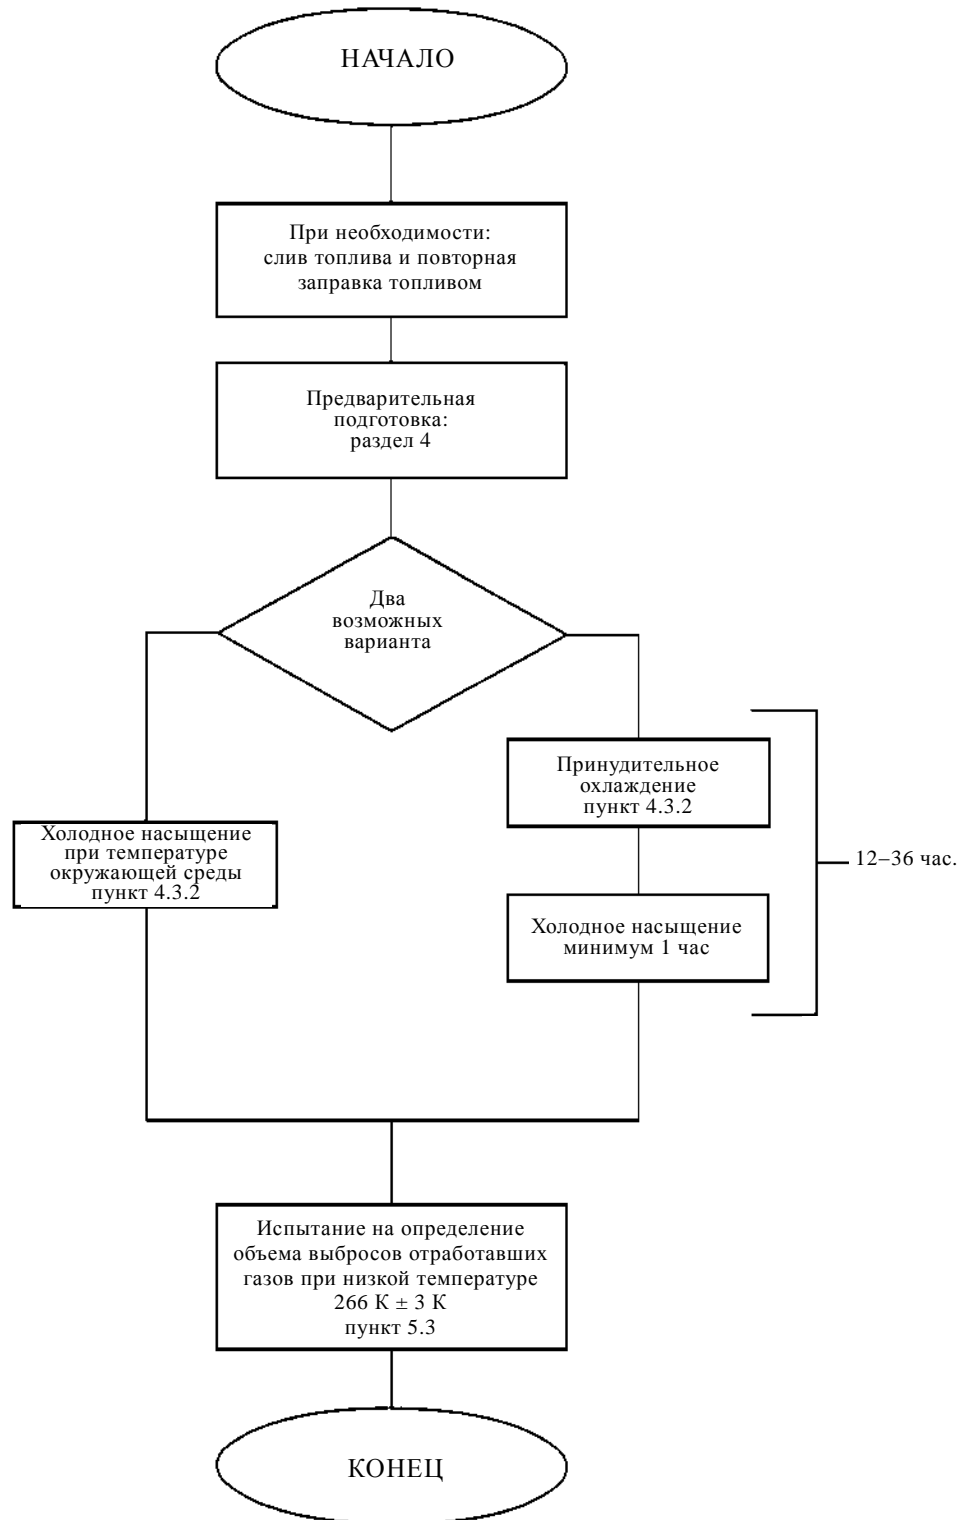 НАЧАЛО
При необходимости:
слив топлива и повторная
заправка топливом
Предварительная
подготовка:
раздел 4
Два
возможных
варианта
Принудительное
охлаждение
пункт 4.3.2
Холодное насыщение
при температуре
окружающей среды
пункт 4.3.2
12–36 час.
Холодное насыщение
минимум 1 час
Испытание на определение
объема выбросов отработавших
газов при низкой температуре
266 К ± 3 К
пункт 5.3
КОНЕЦ